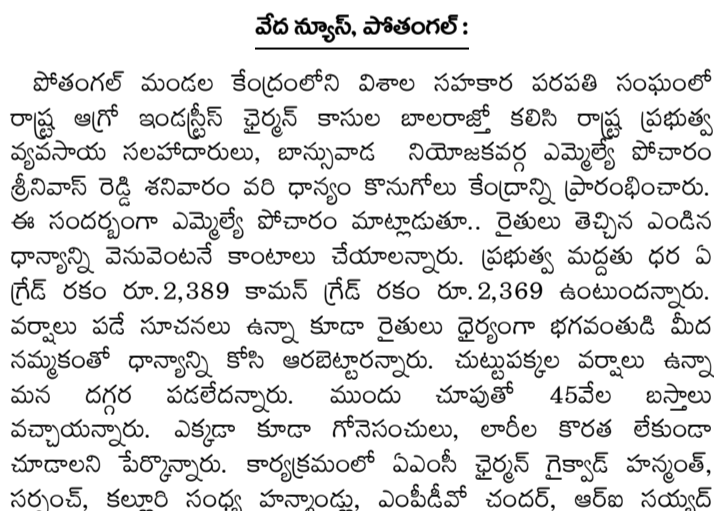 వేద న్యూస్, పోతంగల్ :
పోతంగల్ మండల కేంద్రంలోని విశాల సహకార పరపతి సంఘంలో
రాష్ట్ర ఆగ్రో ఇండస్ట్రీస్ ఛైర్మన్ కాసుల బాలరాజ్తో కలిసి రాష్ట్ర ప్రభుత్వ
వ్యవసాయ సలహాదారులు, బాన్సువాడ నియోజకవర్గ ఎమ్మెల్యే పోచారం
శ్రీనివాస్ రెడ్డి శనివారం వరి ధాన్యం కొనుగోలు కేంద్రాన్ని ప్రారంభించారు.
ఈ సందర్భంగా ఎమ్మెల్యే పోచారం మాట్లాడుతూ.. రైతులు తెచ్చిన ఎండిన
ధాన్యాన్ని వెనువెంటనే కాంటాలు చేయాలన్నారు. ప్రభుత్వ మద్దతు ధర ఏ
గ్రేడ్ రకం రూ.2,389 కామన్ గ్రేడ్ రకం రూ.2,369 ఉంటుందన్నారు.
వర్షాలు పడే సూచనలు ఉన్నా కూడా రైతులు ధైర్యంగా భగవంతుడి మీద
నమ్మకంతో ధాన్యాన్ని కోసి ఆరబెట్టారన్నారు. చుట్టుపక్కల వర్షాలు ఉన్నా
మన దగ్గర పడలేదన్నారు. ముందు చూపుతో 45వేల బస్తాలు
వచ్చాయన్నారు. ఎక్కడా కూడా గోనెసంచులు, లారీల కొరత లేకుండా
చూడాలని పేర్కొన్నారు. కార్యక్రమంలో ఏఎంసీ ఛైర్మన్ గైక్వాడ్ హన్మంత్,
సర్పంచ్, కల్లూరి సంధ్య హన్మాండ్లు, ఎంపీడీవో చందర్, ఆర్ఐ సయ్యద్